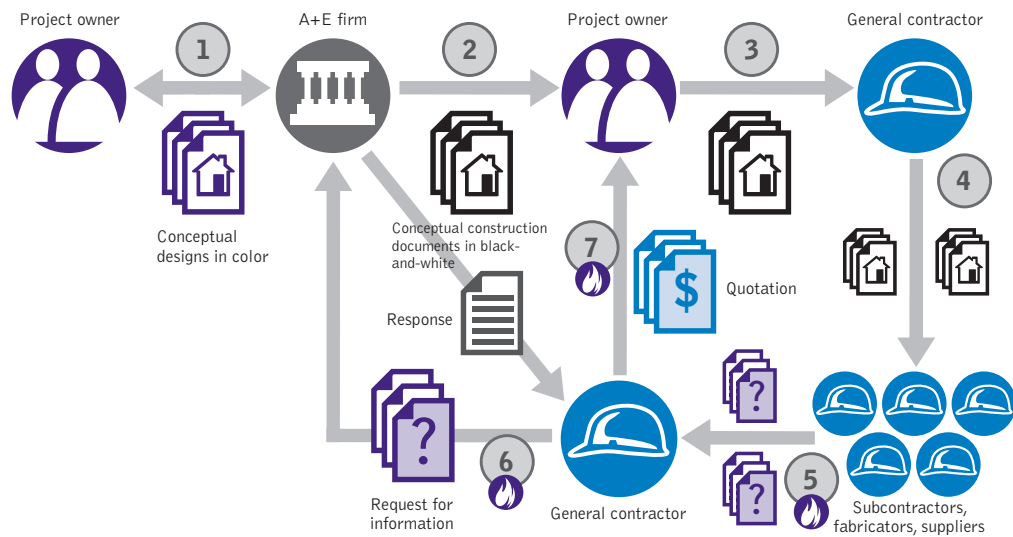 Project owner
A+E firm
Project owner
General contractor
1
2
3
4
Conceptual
designs in color
Conceptual construction
documents in black-
and-white
7
$
Quotation
Response
?
?
?
6
5
Request for
information
General contractor
Subcontractors,
fabricators, suppliers